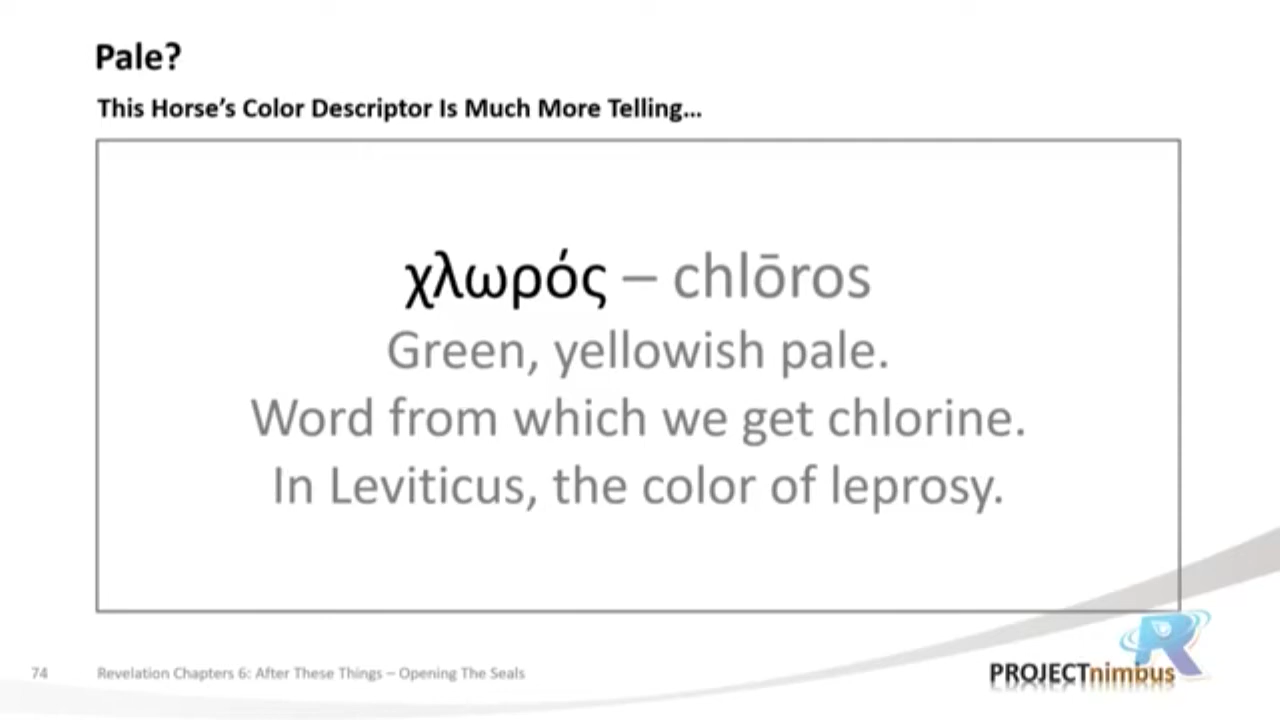 Pale?
This Horse’s Color Descriptor Is Much More Telling…
χλωρός – chlōros
Green, yellowish pale.
Word from which we get chlorine.
In Leviticus, the color of leprosy.
74 Revelation Chapters 6: After These Things – Opening The Seals
PROJECTnimbus